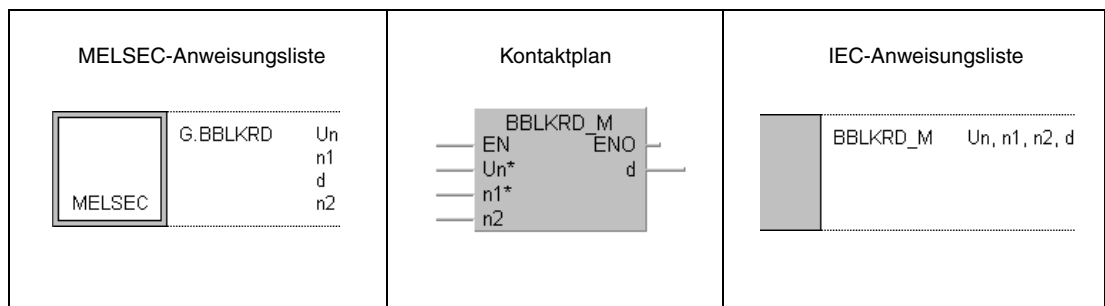 MELSEC-Anweisungsliste
MELSEC
G.BBLKRD Un
n1
d
n2
Kontaktplan
BBLKRD_M
EN ENO
Un* d
n1*
n2
IEC-Anweisungsliste
BBLKRD_M Un, n1, n2, d